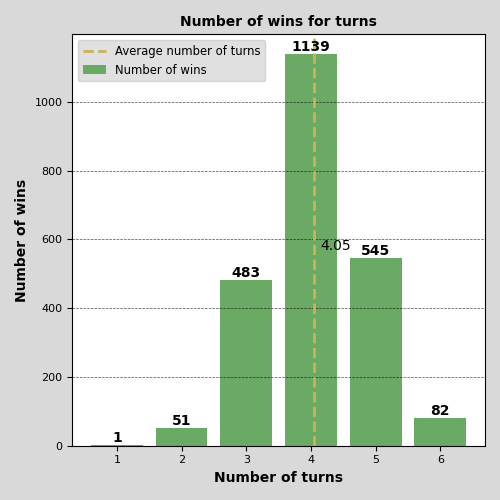 Number of wins for turns
Average number of turns
Number of wins
1139
4.05
545
483
82
51
1
1000
800
600
400
200
0
Number of wins
1 2 3 4 5 6
Number of turns